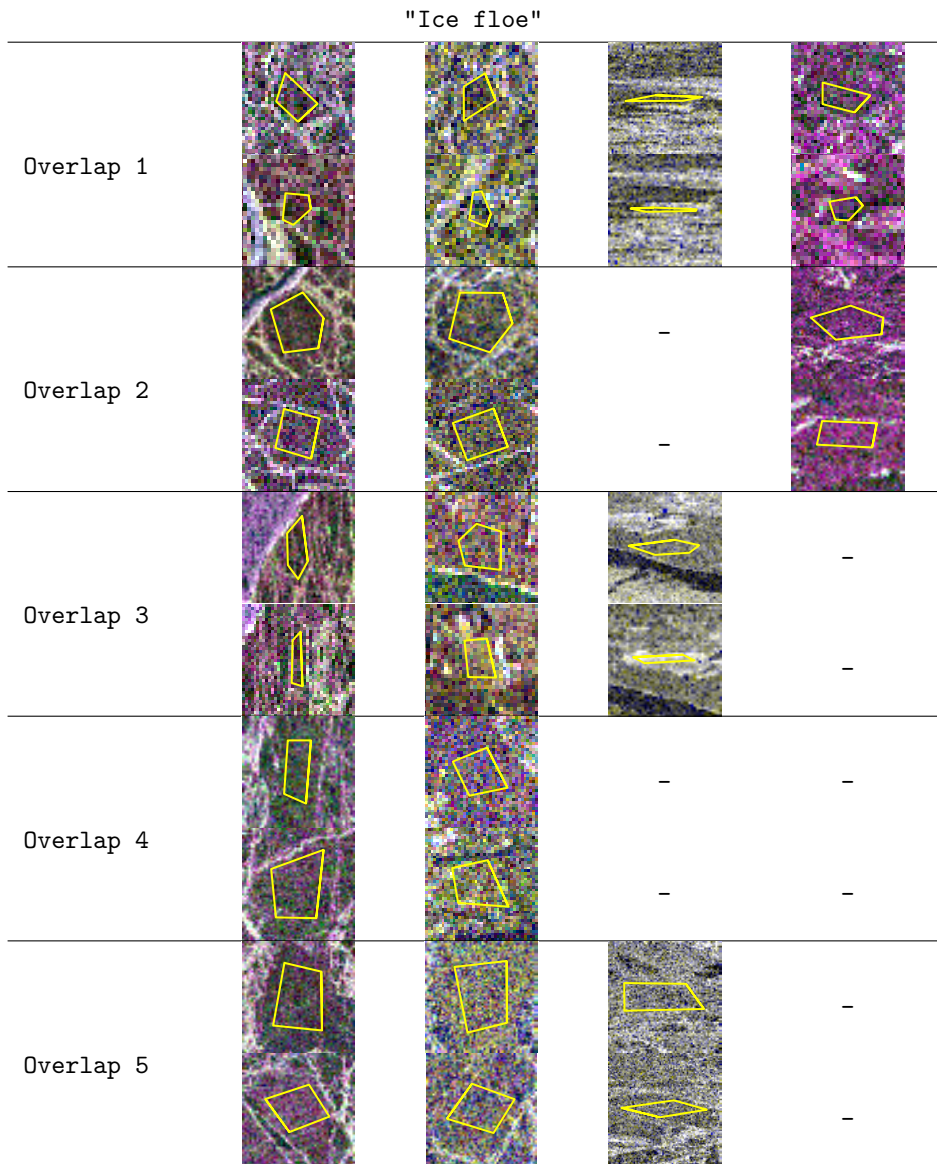 "Ice floe"
Overlap 1
–
Overlap 2
–
Overlap 3
–
–
Overlap 4
– –
– –
Overlap 5
–
–